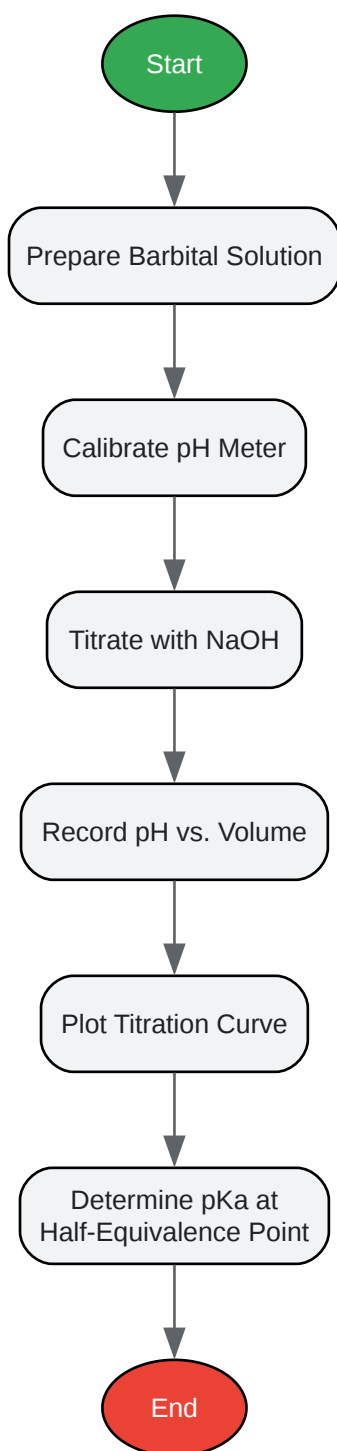 Start
Prepare Barbital Solution
Calibrate pH Meter
Titrate with NaOH
Record pH vs. Volume
Plot Titration Curve
Determine pKa at
Half-Equivalence Point
End